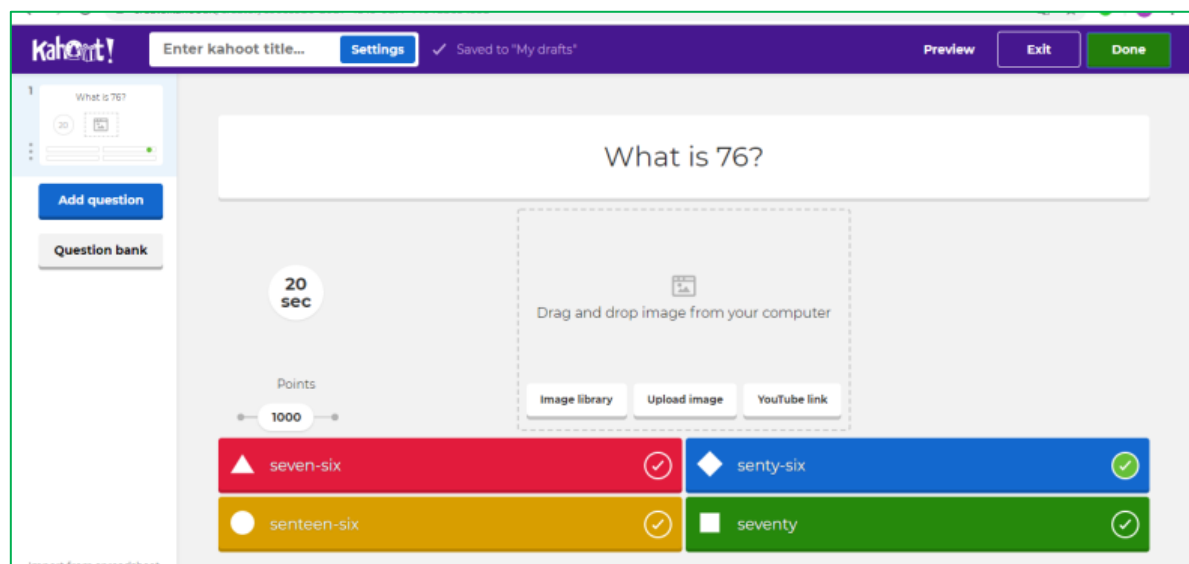 Kahoot! Enter kahoot title... Settings Saved to "My drafts" Preview Exit Done
1
What is 76?
20
Add question
Question bank
What is 76?
20
sec
Drag and drop image from your computer
Points
1000
Image library Upload image YouTube link
seven-six senty-six
senteen-six seventy